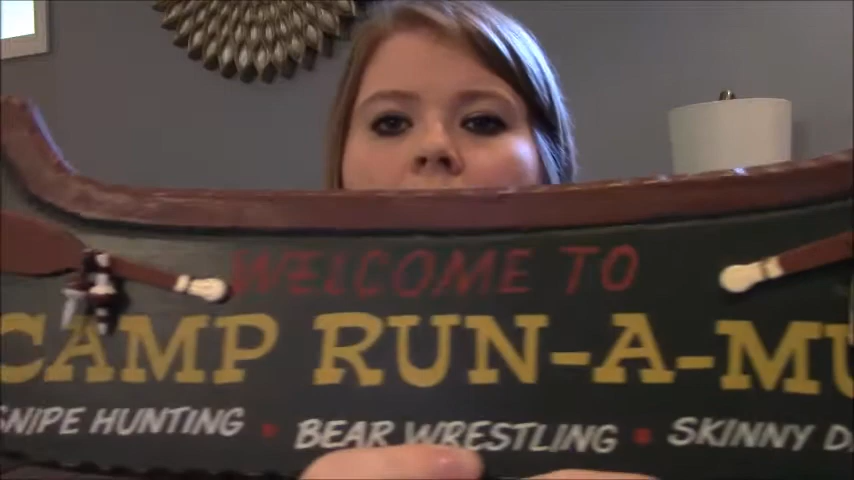 WELCOME TO
CAMP RUN-A-MU
SNIPE HUNTING • BEAR WRESTLING • SKINNY D